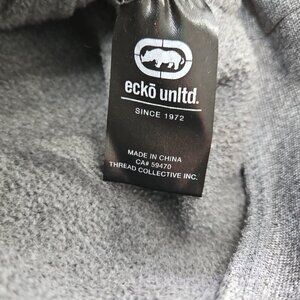 eckō unltd.
SINCE 1972
MADE IN CHINA
CA# 59470
THREAD COLLECTIVE INC.